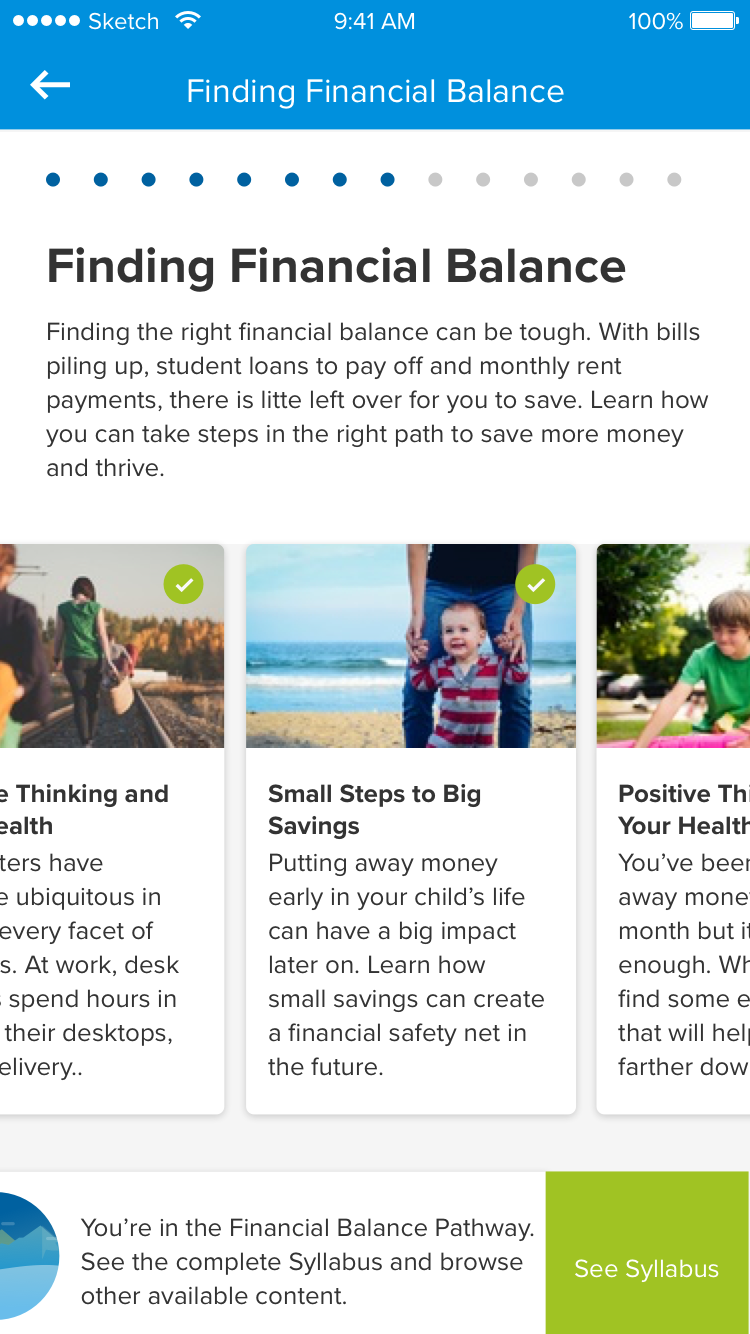 Sketch 9:41 AM 100%
Finding Financial Balance
Finding Financial Balance
Finding the right financial balance can be tough. With bills
piling up, student loans to pay off and monthly rent
payments, there is litte left over for you to save. Learn how
you can take steps in the right path to save more money
and thrive.
e Thinking and
ealth
ters have
e ubiquitous in
every facet of
s. At work, desk
s spend hours in
their desktops,
elivery..
Small Steps to Big
Savings
Putting away money
early in your child's life
can have a big impact
later on. Learn how
small savings can create
a financial safety net in
the future.
Positive Thi
Your Health
You've been
away mone
month but it
enough. Wh
find some e
that will help
farther dow
You're in the Financial Balance Pathway.
See the complete Syllabus and browse
other available content.
See Syllabus